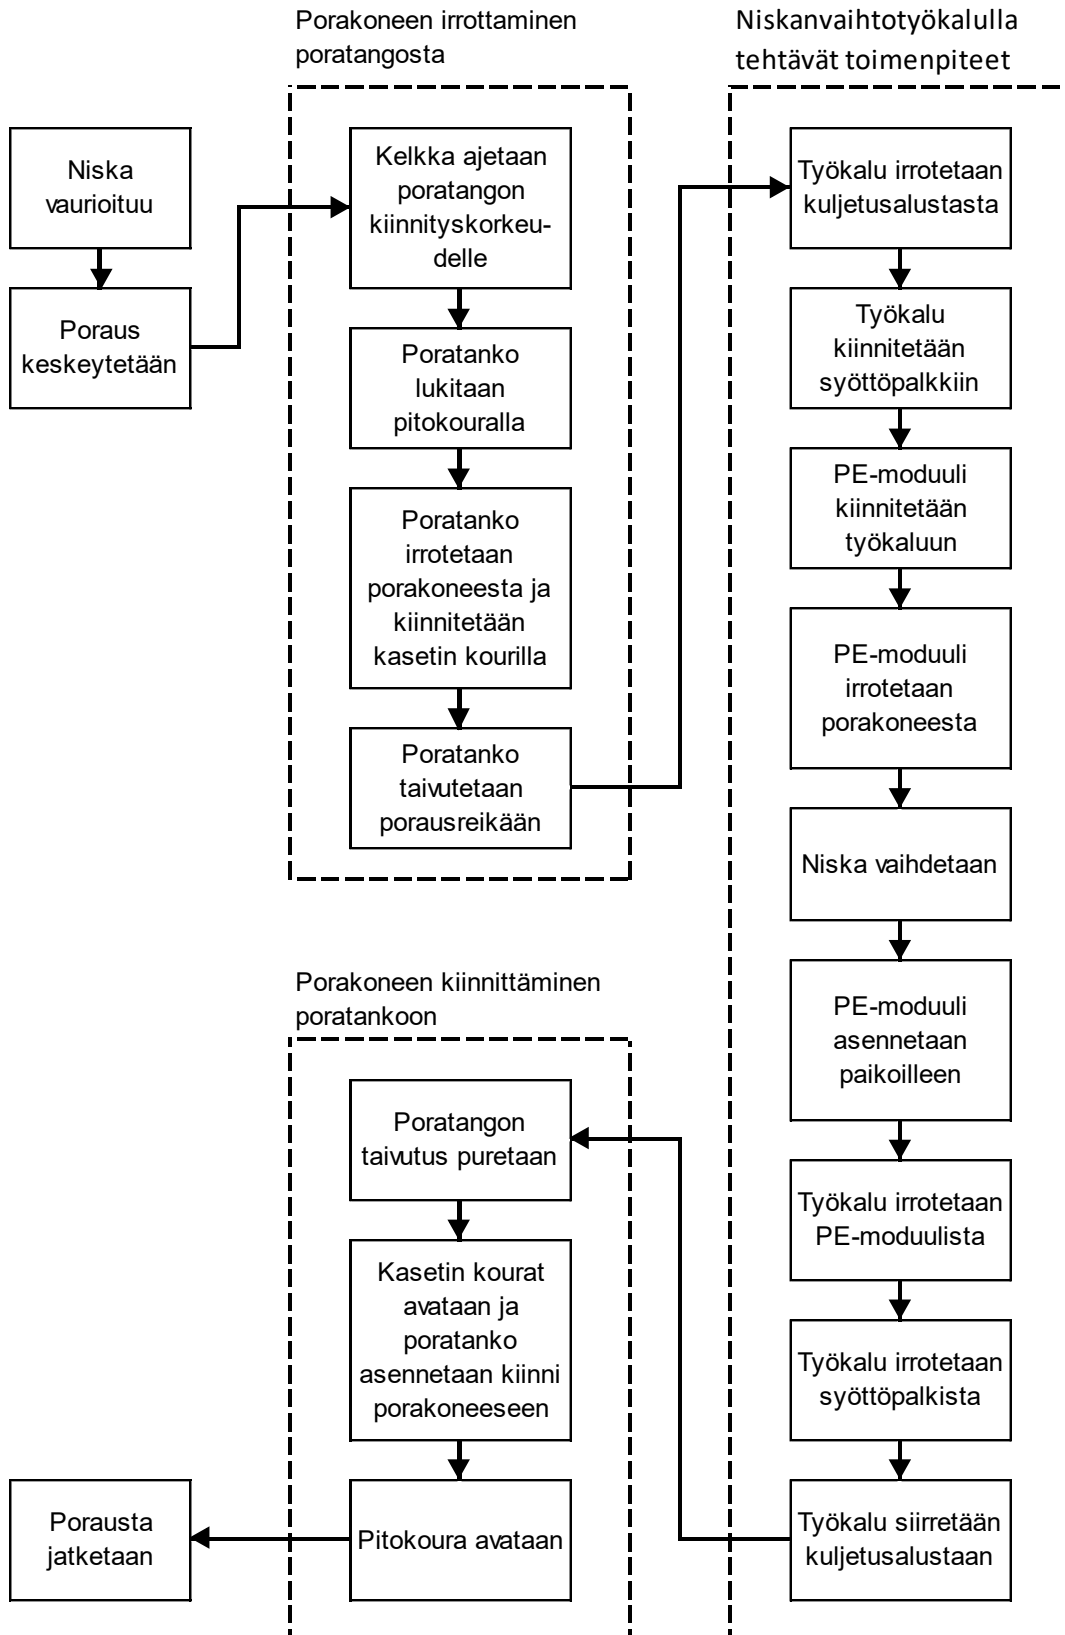 Niska
vaurioituu
Poraus
keskeytetään
Porakoneen irrottaminen
poratangosta
Kelkka ajetaan
poratangon
kiinnityskorkeu-
delle
Poratanko
lukitaan
pitokouralla
Poratanko
irrotetaan
porakoneesta ja
kiinnitetään
kasetin kourilla
Poratanko
taivutetaan
porausreikään
Niskanvaihtotyökalulla
tehtävät toimenpiteet
Työkalu irrotetaan
kuljetusalustasta
Työkalu
kiinnitetään
syöttöpalkkiin
PE-moduuli
kiinnitetään
työkaluun
PE-moduuli
irrotetaan
porakoneesta
Niska vaihdetaan
PE-moduuli
asennetaan
paikoilleen
Työkalu irrotetaan
PE-moduulista
Työkalu irrotetaan
syöttöpalkista
Työkalu siirretään
kuljetusalustaan
Porakoneen kiinnittäminen
poratankoon
Poratangon
taivutus puretaan
Kasetin kourat
avataan ja
poratanko
asennetaan kiinni
porakoneeseen
Pitokoura avataan
Porausta
jatketaan